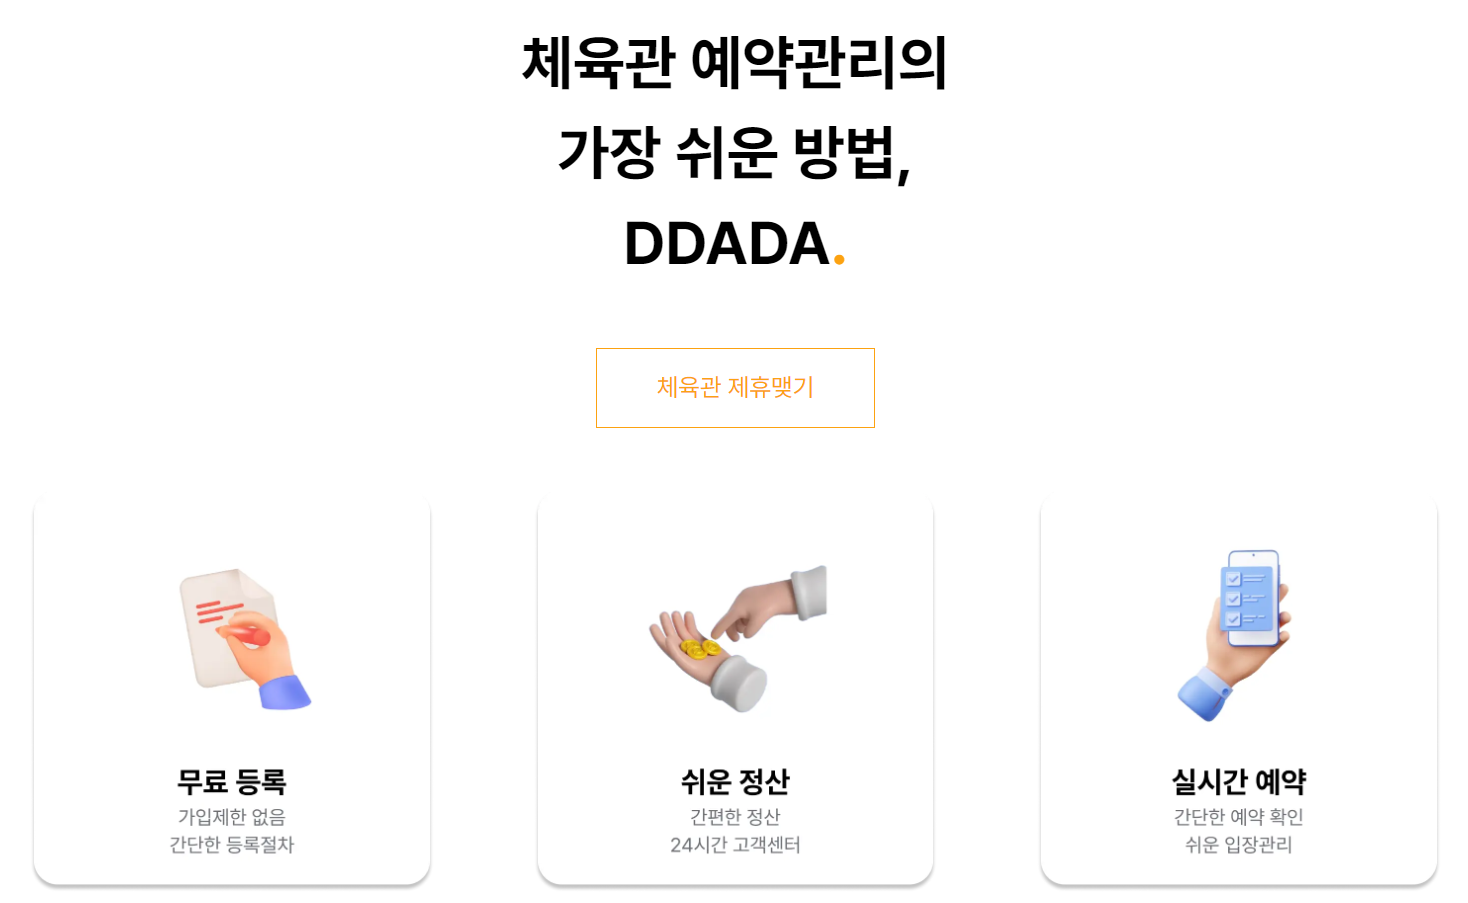 체육관 예약관리의
가장 쉬운 방법,
DDADA.
체육관 제휴맺기
무료 등록
가입제한 없음
간단한 등록절차
쉬운 정산
간편한 정산
24시간 고객센터
실시간 예약
간단한 예약 확인
쉬운 입장관리